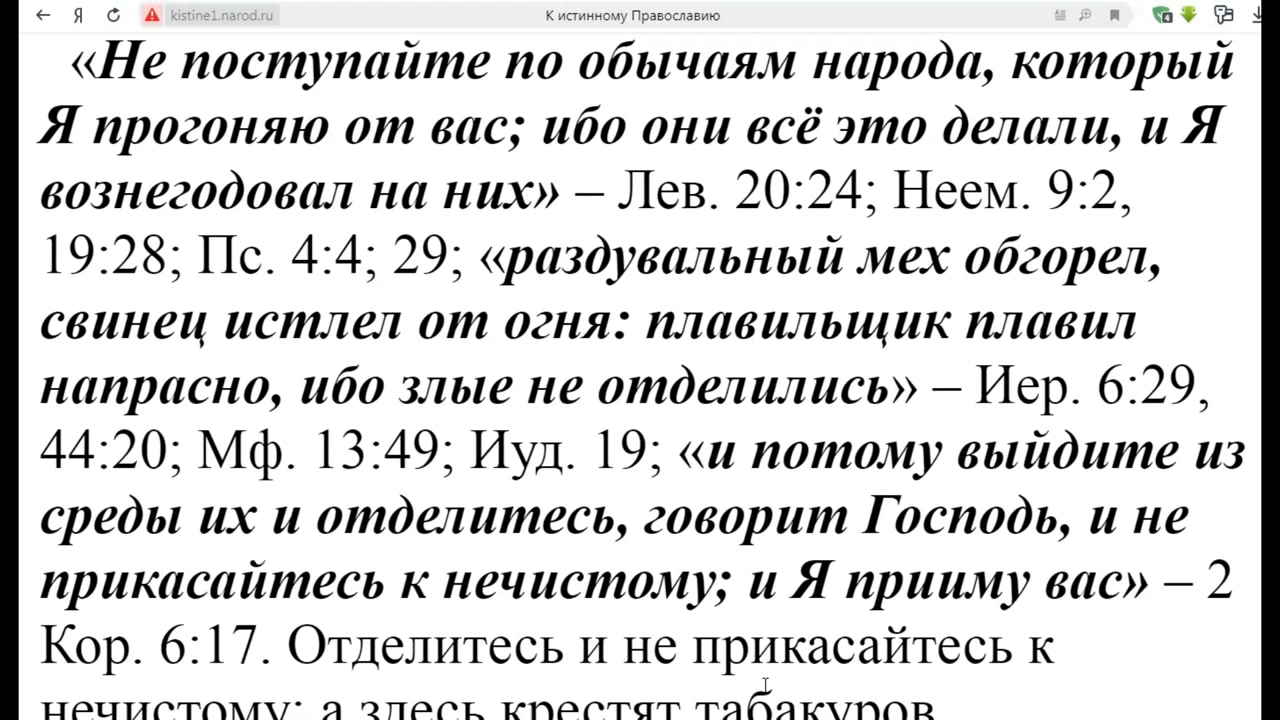 kistine1.narod.ru
К истинному Православию
«Не поступайте по обычаям народа, который
Я прогоняю от вас; ибо они всё это делали, и Я
вознегодовал на них» – Лев. 20:24; Неем. 9:2,
19:28; Пс. 4:4; 29; «раздувальный мех обгорел,
свинец истлел от огня: плавильщик плавил
напрасно, ибо злые не отделились» – Иер. 6:29,
44:20; Мф. 13:49; Иуд. 19; «и потому выйдите из
среды их и отделитесь, говорит Господь, и не
прикасайтесь к нечистому; и Я прииму вас» – 2
Кор. 6:17. Отделитесь и не прикасайтесь к
нечистому; а здесь крестят табакуров